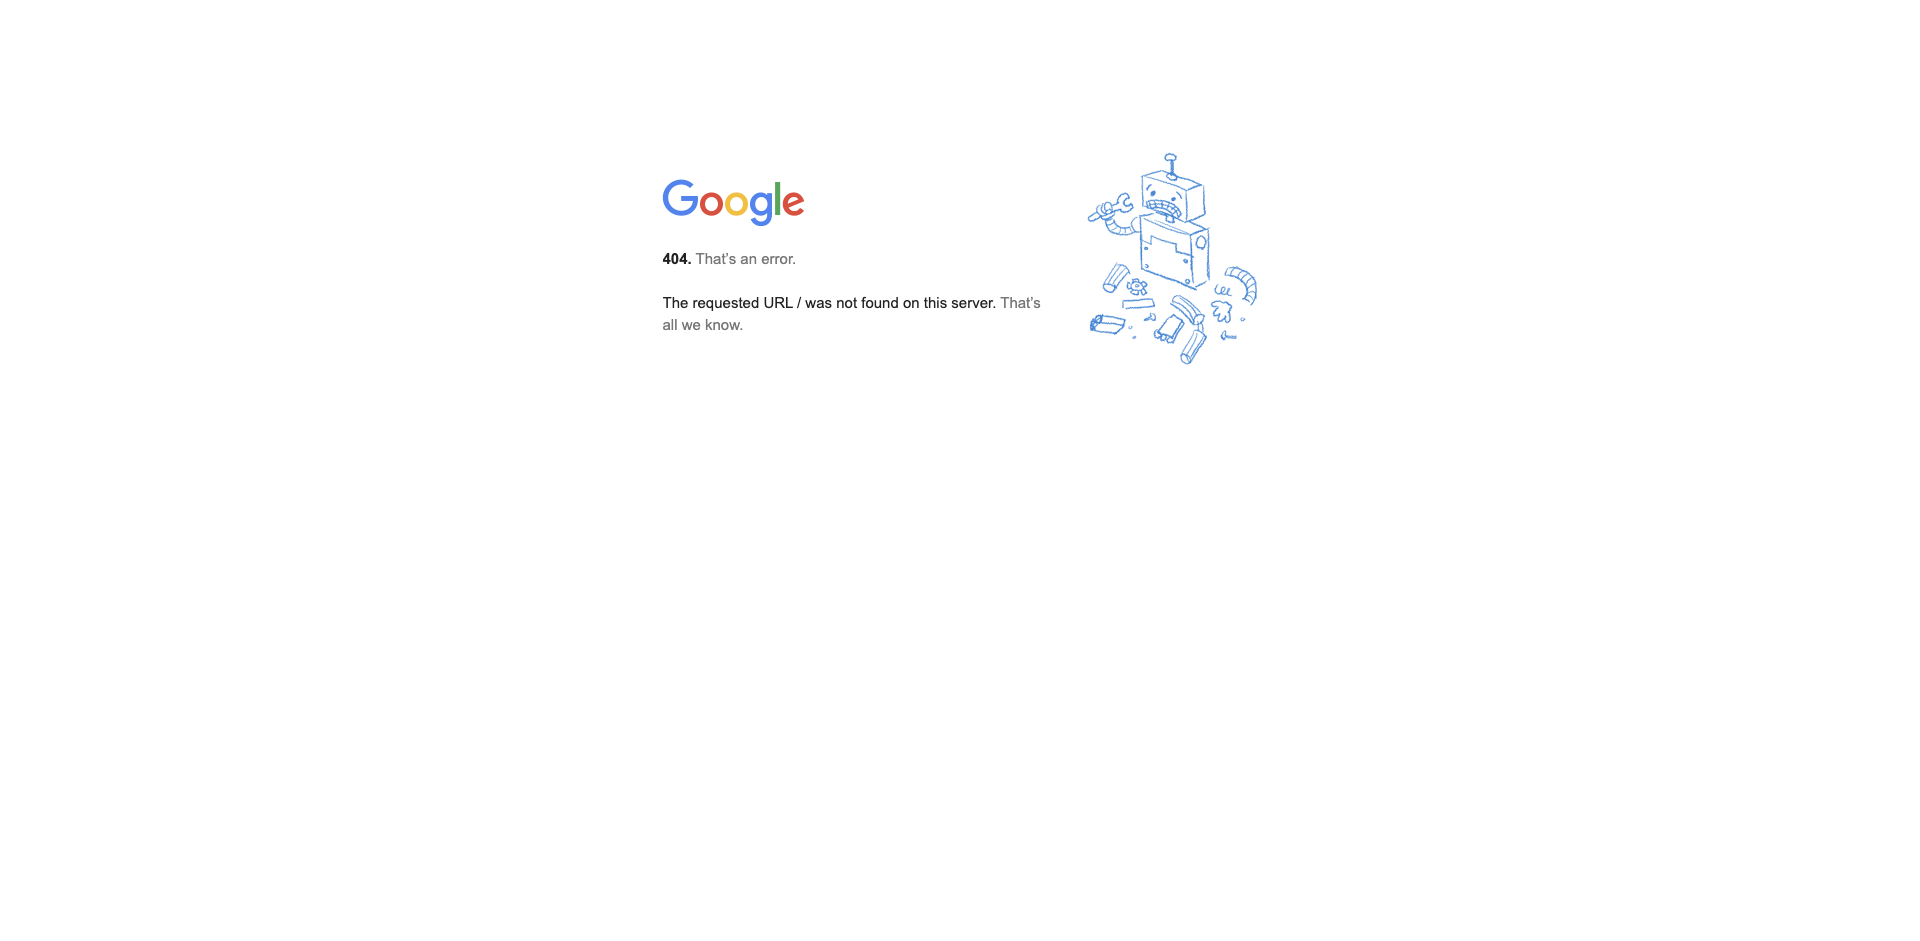 Google
404. That’s an error.
The requested URL / was not found on this server. That’s
all we know.